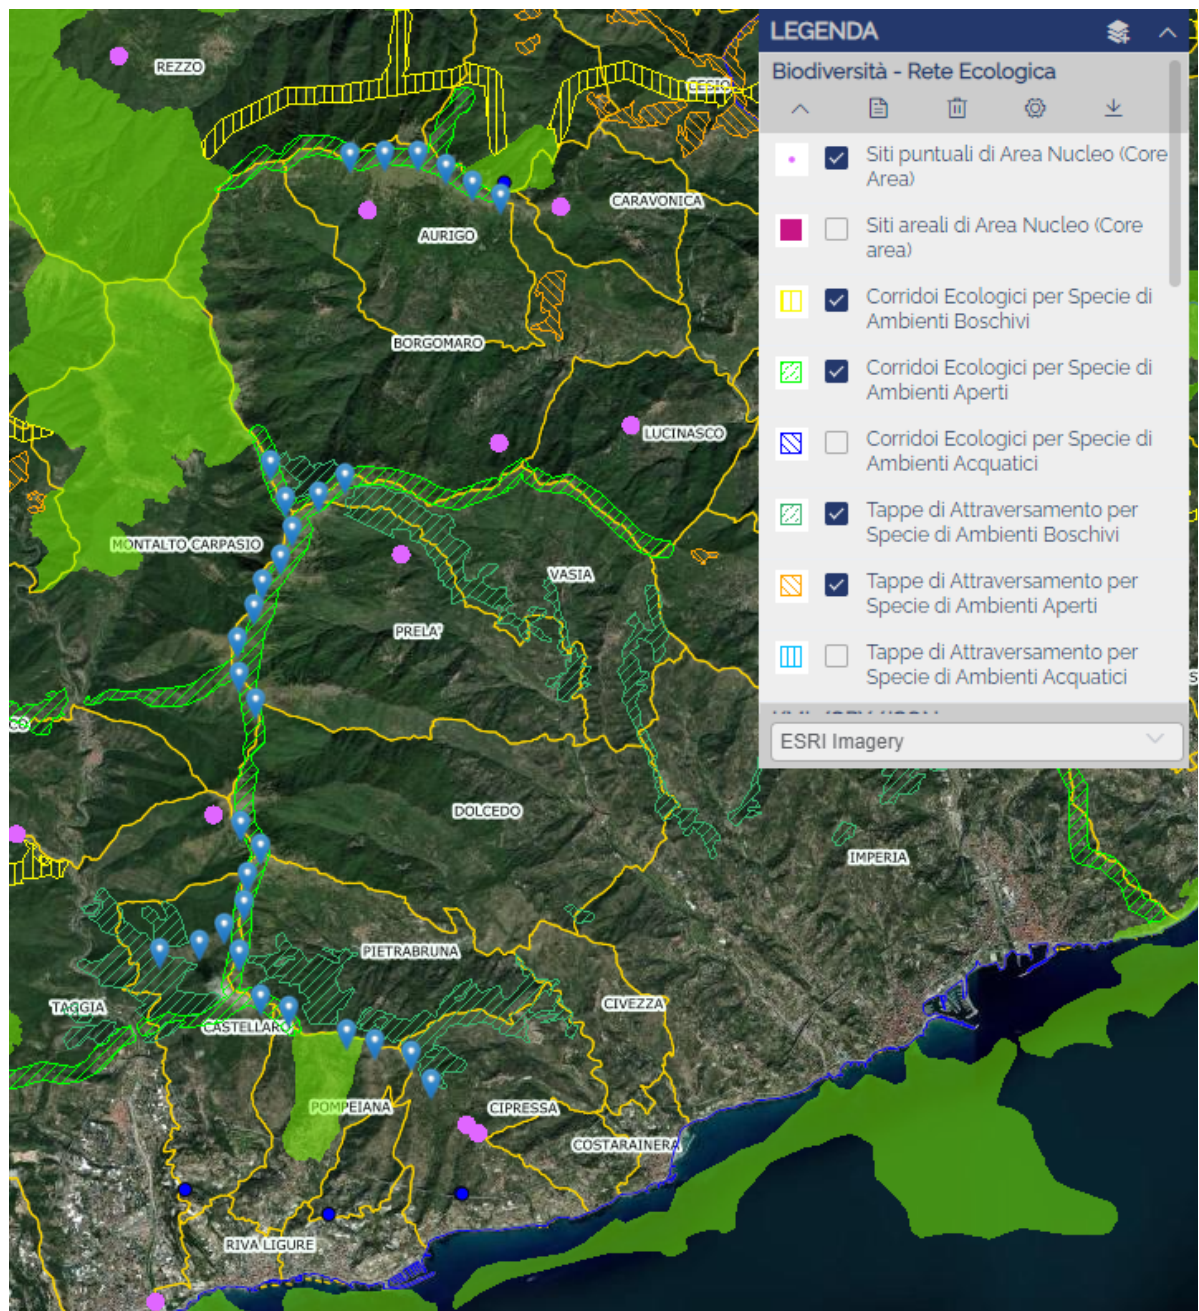 LEGENDA
Biodiversità - Rete Ecologica
Siti puntuali di Area Nucleo (Core
Area)
Siti areali di Area Nucleo (Core
area)
Corridoi Ecologici per Specie di
Ambienti Boschivi
Corridoi Ecologici per Specie di
Ambienti Aperti
Corridoi Ecologici per Specie di
Ambienti Acquatici
Tappe di Attraversamento per
Specie di Ambienti Boschivi
Tappe di Attraversamento per
Specie di Ambienti Aperti
Tappe di Attraversamento per
Specie di Ambienti Acquatici
ESRI Imagery
REZZO
CESIO
CARAVONICA
AURIGO
BORGOMARO
LUCINASCO
MONTALTO CARPASIO
VASIA
PRELA'
CO
DOLCEDO
IMPERIA
PIETRABRUNA
TAGGIA
CIVEZZA
CASTELLARO
POMPEIANA
CIPRESSA
COSTARAINERA
RIVA LIGURE